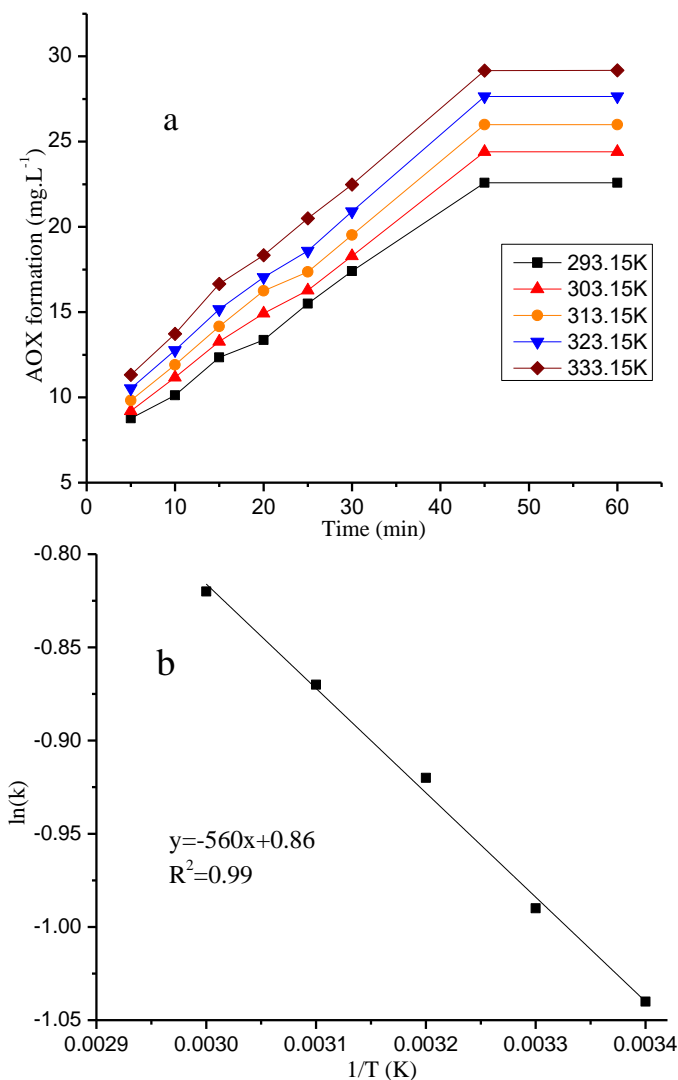 30
25
20
15
10
5
AOX formation (mg.L⁻¹)
a
293.15K
303.15K
313.15K
323.15K
333.15K
0 10 20 30 40 50 60
Time (min)
-0.80
-0.85
-0.90
-0.95
-1.00
-1.05
ln(k)
b
y=-560x+0.86
R²=0.99
0.0029 0.0030 0.0031 0.0032 0.0033 0.0034
1/T (K)